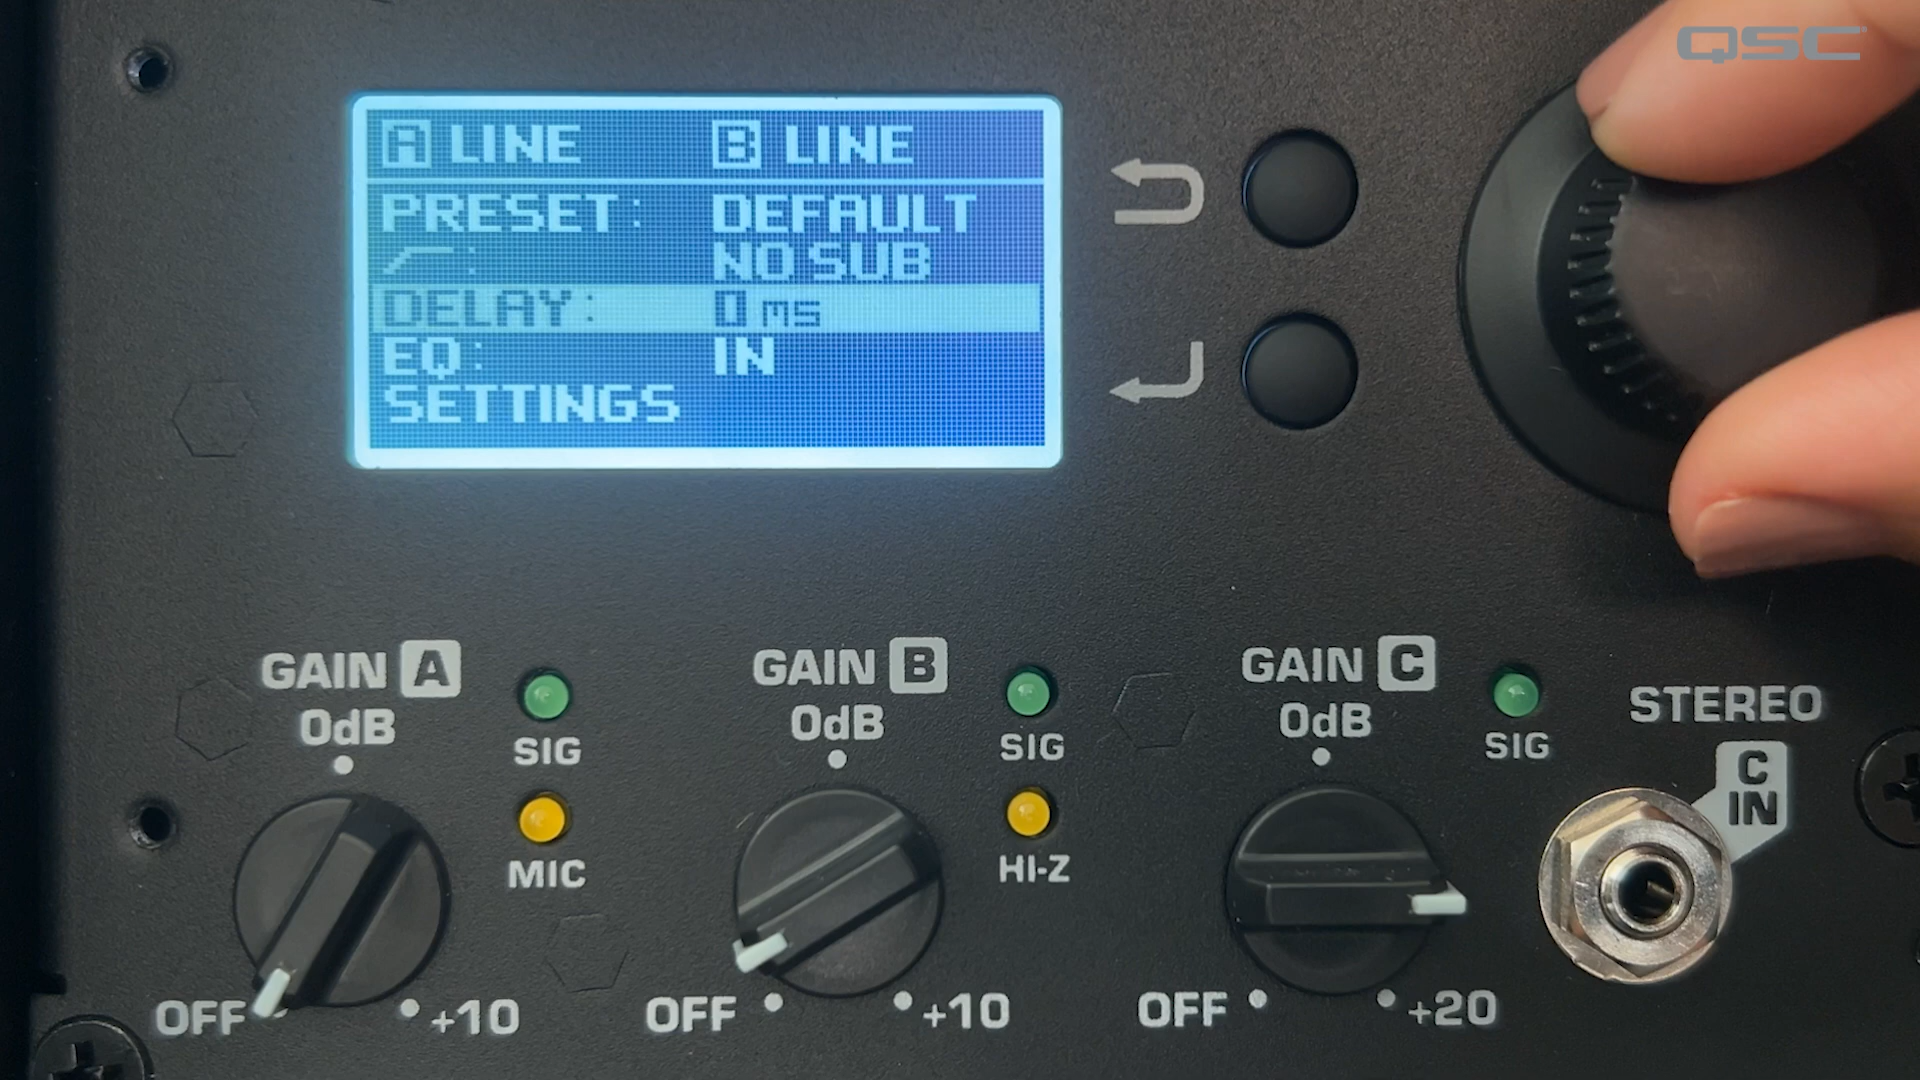 QSC
A LINE B LINE
PRESET: DEFAULT
: NO SUB
DELAY: 0 ms
EQ: IN
SETTINGS
GAIN A
0dB
SIG
MIC
OFF +10
GAIN B
0dB
SIG
HI-Z
OFF +10
GAIN C
0dB
SIG
OFF +20
STEREO
C
IN